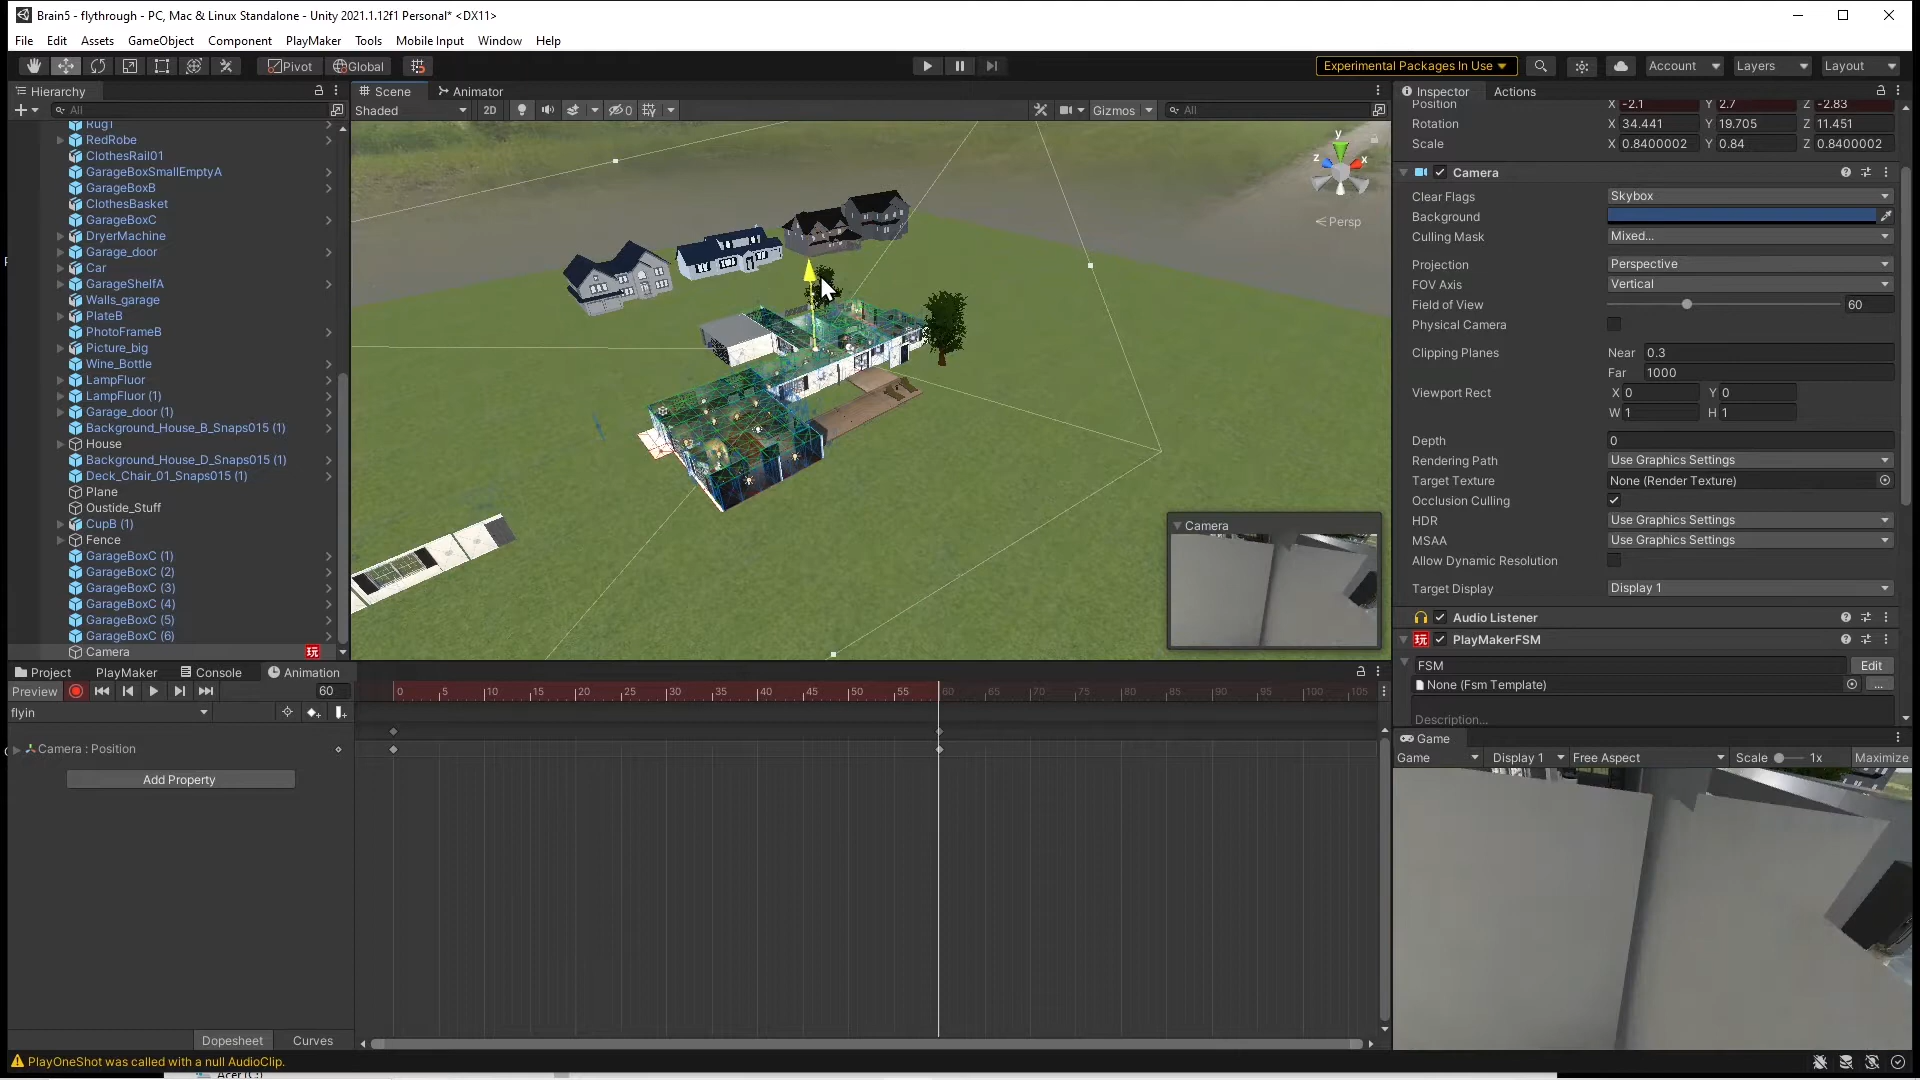 Brain5 - flythrough - PC, Mac & Linux Standalone - Unity 2021.1.12f1 Personal* <DX11>
File Edit Assets GameObject Component PlayMaker Tools Mobile Input Window Help
Pivot Global Experimental Packages In Use Account Layers Layout
Hierarchy
All
Rug1
RedRobe
ClothesRail01
GarageBoxSmallEmptyA
GarageBoxB
ClothesBasket
GarageBoxC
DryerMachine
Garage_door
Car
GarageShelfA
Walls_garage
PlateB
PhotoFrameB
Picture_big
Wine_Bottle
LampFluor
LampFluor (1)
Garage_door (1)
Background_House_B_Snaps015 (1)
House
Background_House_D_Snaps015 (1)
Deck_Chair_01_Snaps015 (1)
Plane
Oustide_Stuff
CupB (1)
Fence
GarageBoxC (1)
GarageBoxC (2)
GarageBoxC (3)
GarageBoxC (4)
GarageBoxC (5)
GarageBoxC (6)
Camera 玩
Scene Animator
Shaded 2D 0 Gizmos All
y
z x
Persp
Camera
Inspector Actions
Position X -2.1 Y 2.7 Z -2.83
Rotation X 34.441 Y 19.705 Z 11.451
Scale X 0.8400002 Y 0.84 Z 0.8400002
Camera
Clear Flags Skybox
Background
Culling Mask Mixed...
Projection Perspective
FOV Axis Vertical
Field of View 60
Physical Camera
Clipping Planes Near 0.3
Far 1000
Viewport Rect X 0 Y 0
W 1 H 1
Depth 0
Rendering Path Use Graphics Settings
Target Texture None (Render Texture)
Occlusion Culling
HDR Use Graphics Settings
MSAA Use Graphics Settings
Allow Dynamic Resolution
Target Display Display 1
Audio Listener
玩 PlayMakerFSM
FSM Edit
None (Fsm Template) ...
Description...
Game
Game Display 1 Free Aspect Scale 1x Maximize
Project PlayMaker Console Animation
Preview 60 0 5 10 15 20 25 30 35 40 45 50 55 60 65 70 75 80 85 90 95 100 105
flyin
Camera : Position
Add Property
Dopesheet Curves
PlayOneShot was called with a null AudioClip.